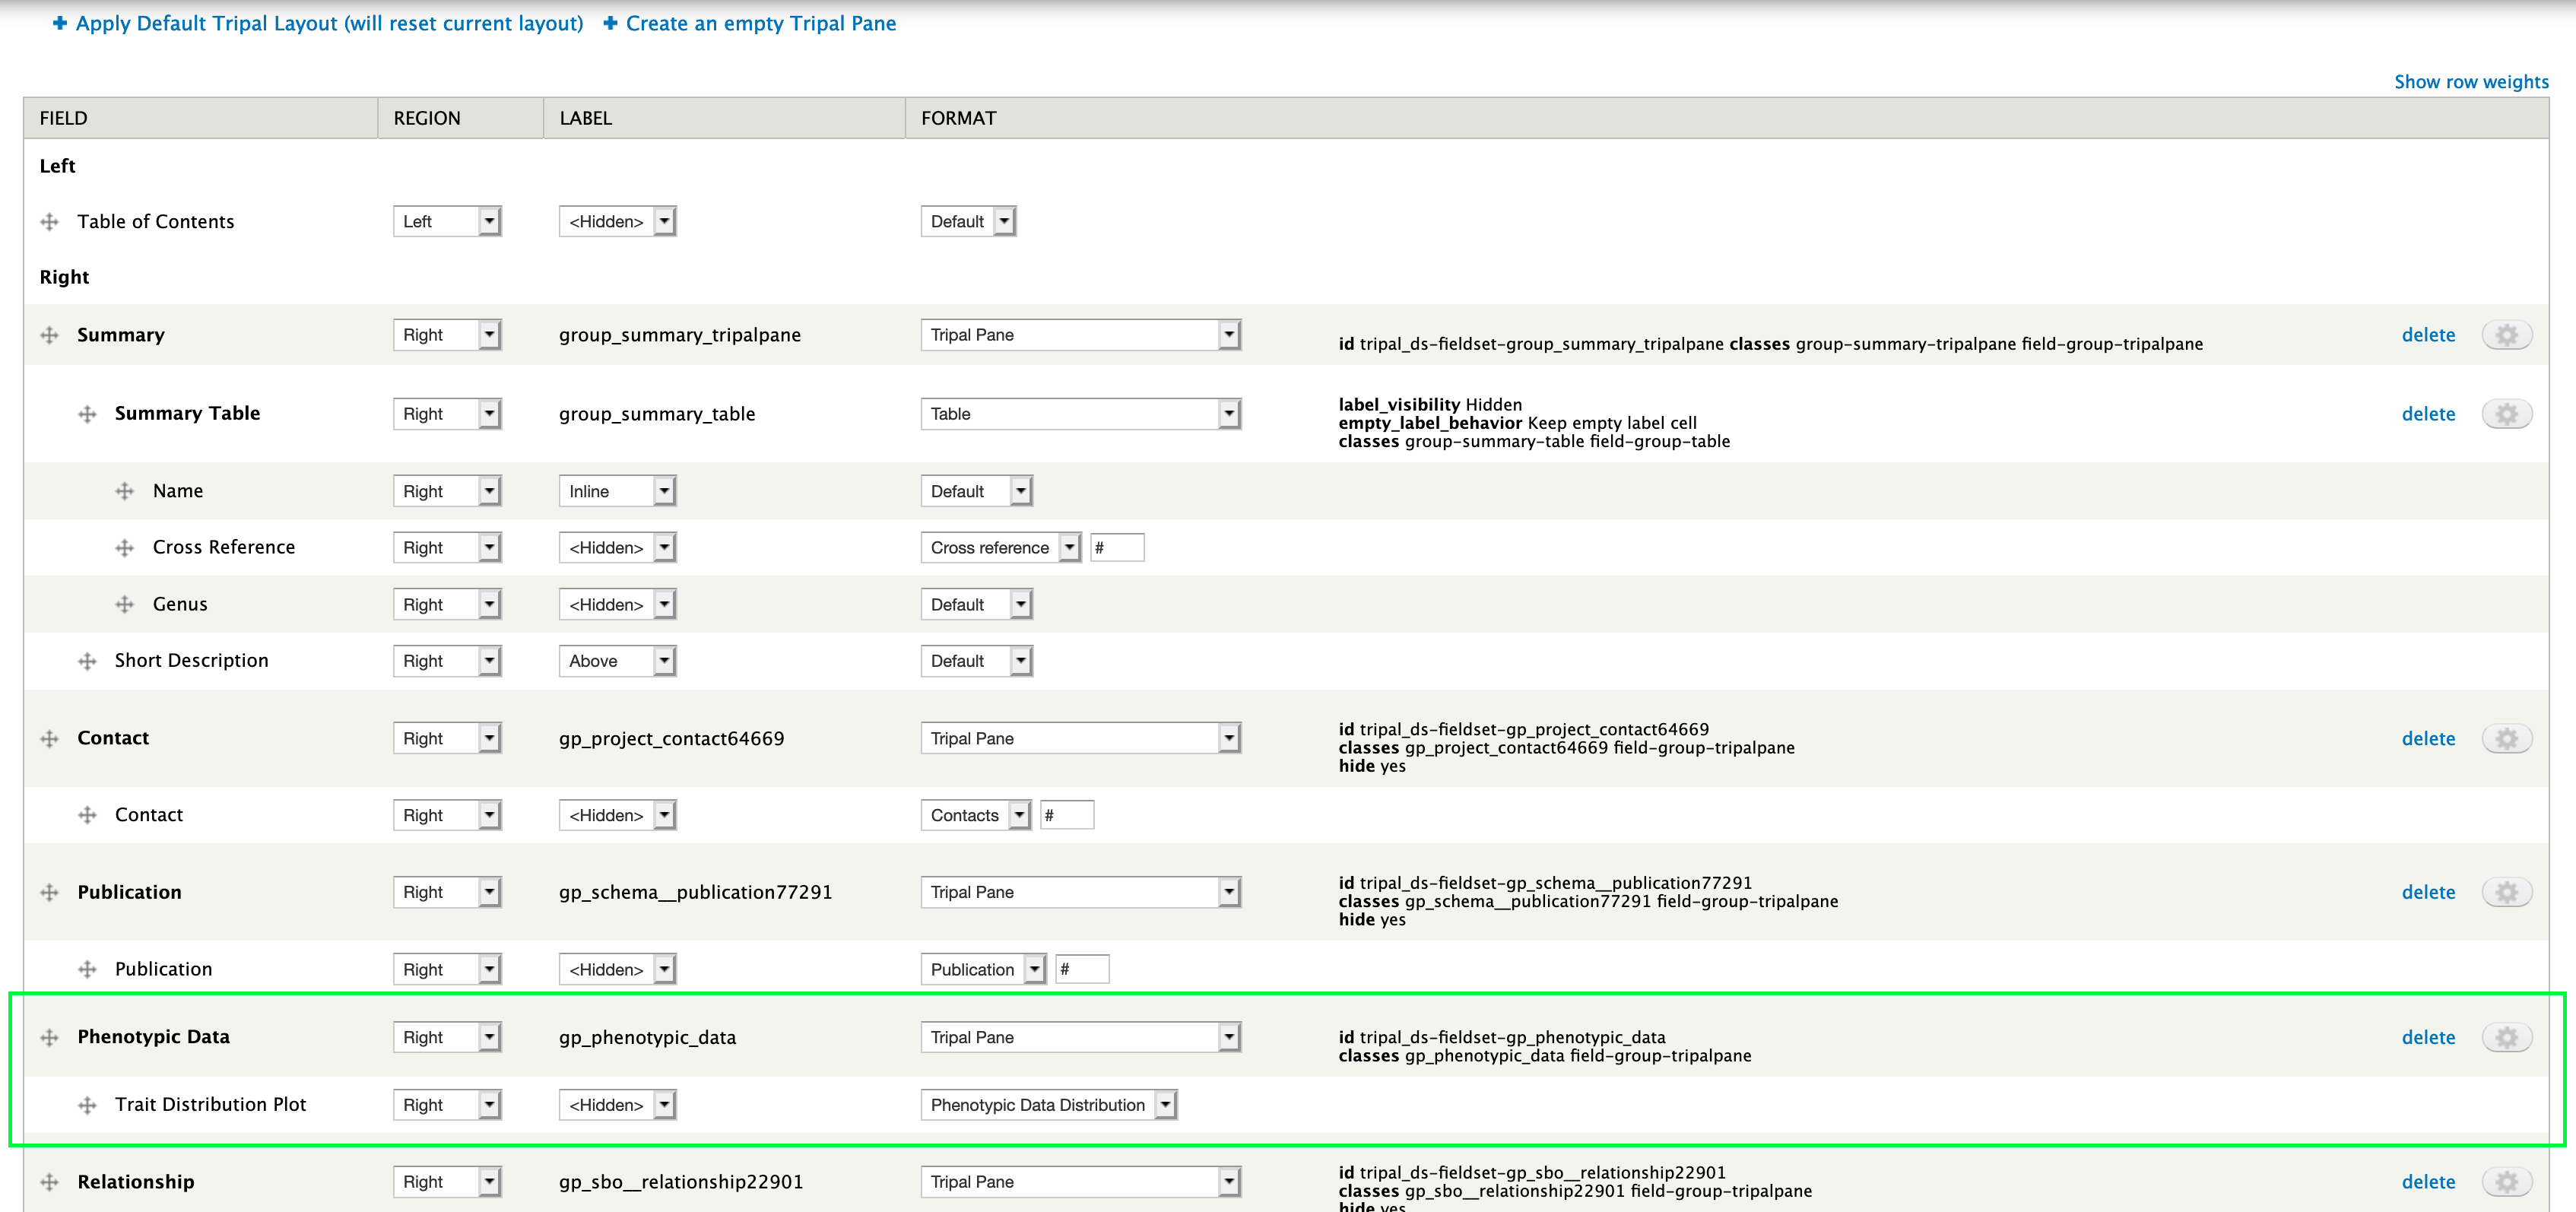 Apply Default Tripal Layout (will reset current layout) Create an empty Tripal Pane
Show row weights
FIELD REGION LABEL FORMAT
Left
Table of Contents Left <Hidden> Default
Right
Summary Right group_summary_tripalpane Tripal Pane id tripal_ds-fieldset-group_summary_tripalpane classes group-summary-tripalpane field-group-tripalpane delete
Summary Table Right group_summary_table Table label_visibility Hidden
empty_label_behavior Keep empty label cell
classes group-summary-table field-group-table delete
Name Right Inline Default
Cross Reference Right <Hidden> Cross reference #
Genus Right <Hidden> Default
Short Description Right Above Default
Contact Right gp_project_contact64669 Tripal Pane id tripal_ds-fieldset-gp_project_contact64669
classes gp_project_contact64669 field-group-tripalpane
hide yes delete
Contact Right <Hidden> Contacts #
Publication Right gp_schema__publication77291 Tripal Pane id tripal_ds-fieldset-gp_schema__publication77291
classes gp_schema__publication77291 field-group-tripalpane
hide yes delete
Publication Right <Hidden> Publication #
Phenotypic Data Right gp_phenotypic_data Tripal Pane id tripal_ds-fieldset-gp_phenotypic_data
classes gp_phenotypic_data field-group-tripalpane delete
Trait Distribution Plot Right <Hidden> Phenotypic Data Distribution
Relationship Right gp_sbo__relationship22901 Tripal Pane id tripal_ds-fieldset-gp_sbo__relationship22901
classes gp_sbo__relationship22901 field-group-tripalpane
hide yes delete